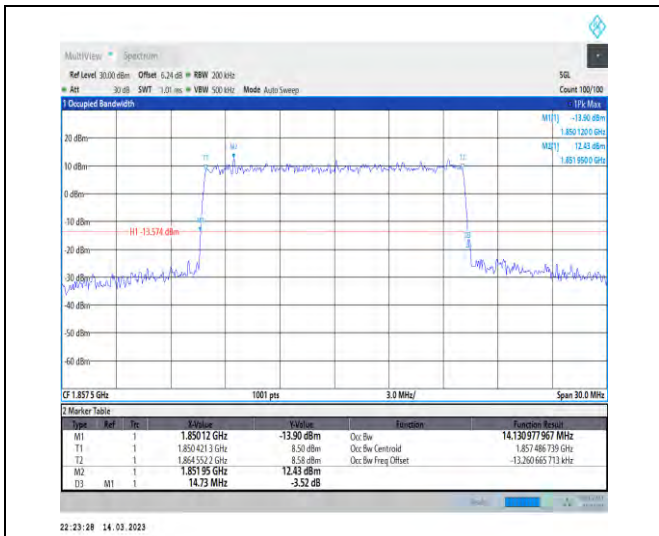 MultiView Spectrum
Ref Level 30.00 dBm Offset 6.24 dB RBW 200 kHz SGL
Att 30 dB SWT 1.01 ms VBW 500 kHz Mode Auto Sweep Count 100/100
1 Occupied Bandwidth 1Pk Max
M1[1] -13.90 dBm
1.850 120 0 GHz
M2[1] 12.43 dBm
1.851 950 0 GHz
20 dBm
T1 M2 T2
10 dBm
0 dBm
-10 dBm
M1
H1 -13.574 dBm
D3
-20 dBm
-30 dBm
-40 dBm
-50 dBm
-60 dBm
CF 1.857 5 GHz 1001 pts 3.0 MHz/ Span 30.0 MHz
2 Marker Table
Type Ref Trc X-Value Y-Value Function Function Result
M1 1 1.85012 GHz -13.90 dBm Occ Bw 14.130 977 967 MHz
T1 1 1.850 421 3 GHz 8.50 dBm Occ Bw Centroid 1.857 486 739 GHz
T2 1 1.864 552 2 GHz 8.58 dBm Occ Bw Freq Offset -13.260 665 713 kHz
M2 1 1.851 95 GHz 12.43 dBm
D3 M1 1 14.73 MHz -3.52 dB
22:23:28 14.03.2023